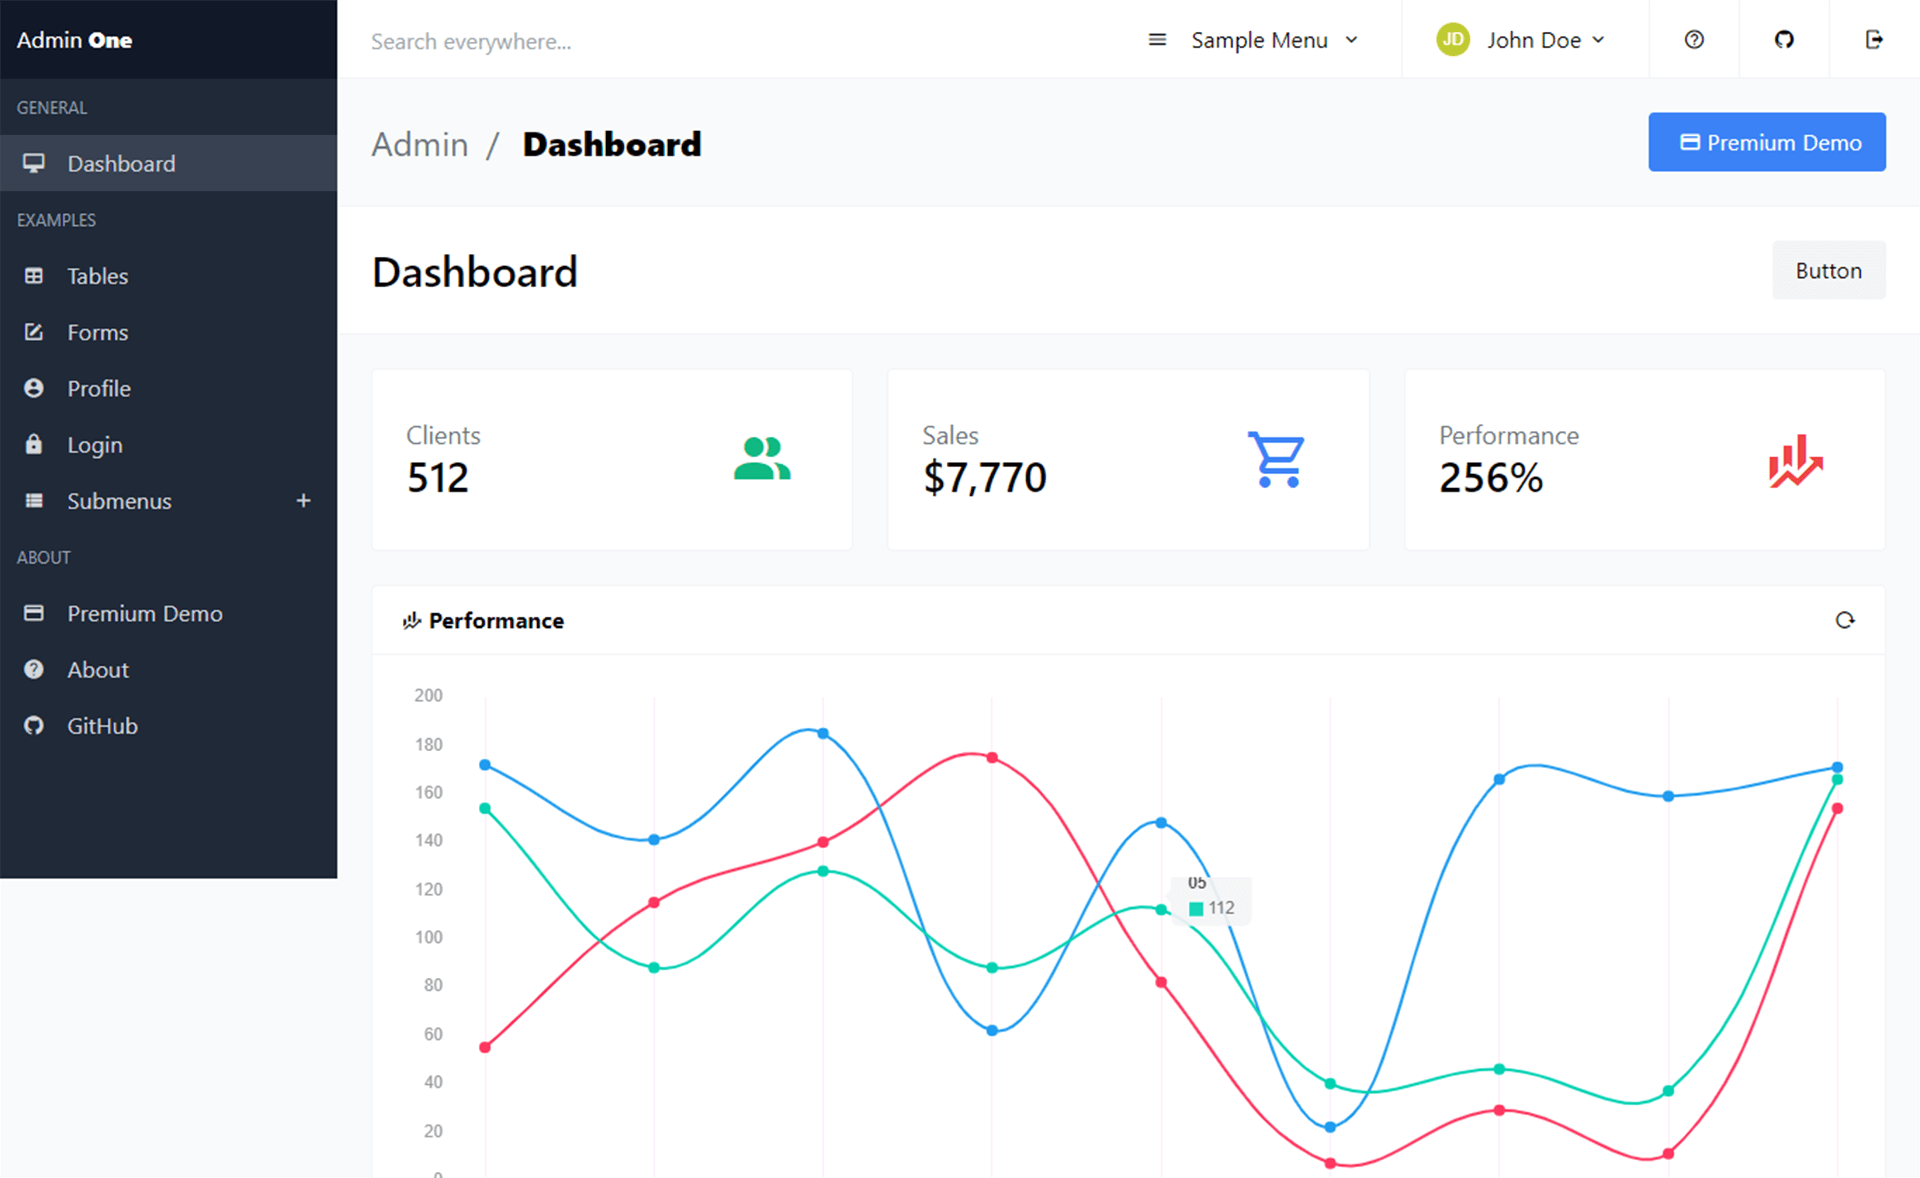 Admin One
GENERAL
Dashboard
EXAMPLES
Tables
Forms
Profile
Login
Submenus +
ABOUT
Premium Demo
About
GitHub
Search everywhere...
Sample Menu
JD John Doe
Admin / Dashboard
Premium Demo
Dashboard
Button
Clients
512
Sales
$7,770
Performance
256%
Performance
200
180
160
140
120
100
80
60
40
20
05
112